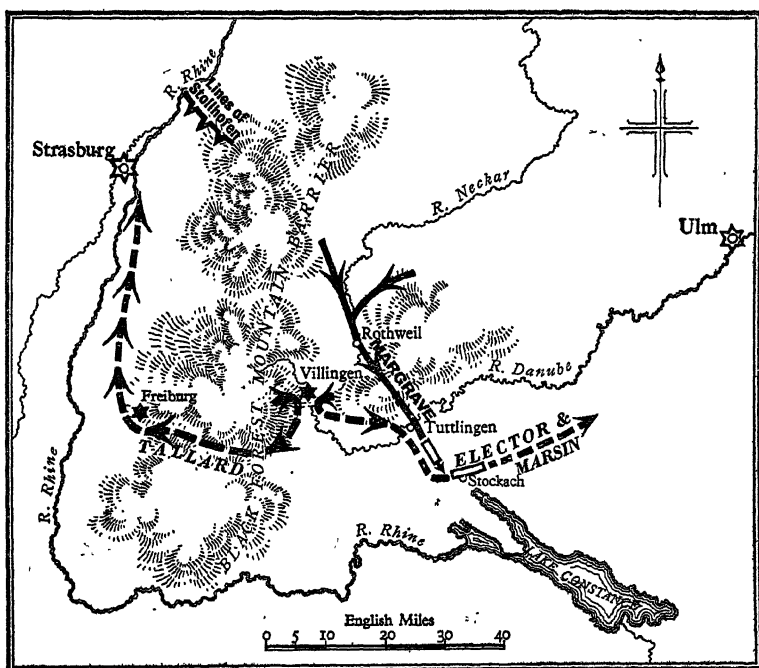 R. Rhine
Lines of
Stollhofen
Strasburg
R. Neckar
Ulm
BLACK FOREST MOUNTAIN BARRIER
Rothweil
MARGRAVE
Villingen
R. Danube
Freiburg
Tuttlingen
TALLARD
ELECTOR &
MARSIN
Stockach
R. Rhine
R. Rhine
LAKE CONSTANCE
English Miles
0 5 10 20 30 40